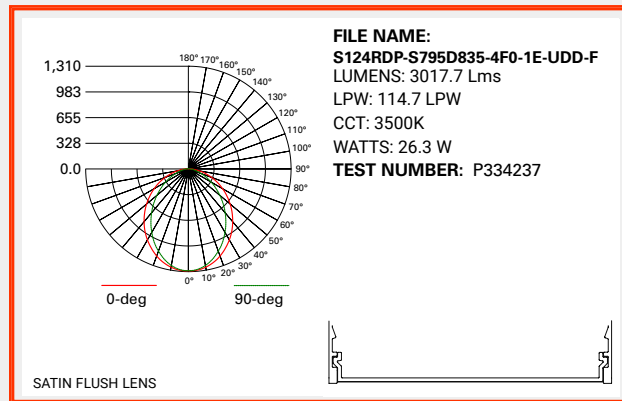 FILE NAME:
S124RDP-S795D835-4F0-1E-UDD-F
LUMENS: 3017.7 Lms
LPW: 114.7 LPW
CCT: 3500K
WATTS: 26.3 W
TEST NUMBER: P334237
1,310
983
655
328
0.0
180°
170°
160°
150°
140°
130°
120°
110°
100°
90°
80°
70°
60°
50°
40°
30°
20°
10°
0°
0-deg
90-deg
SATIN FLUSH LENS